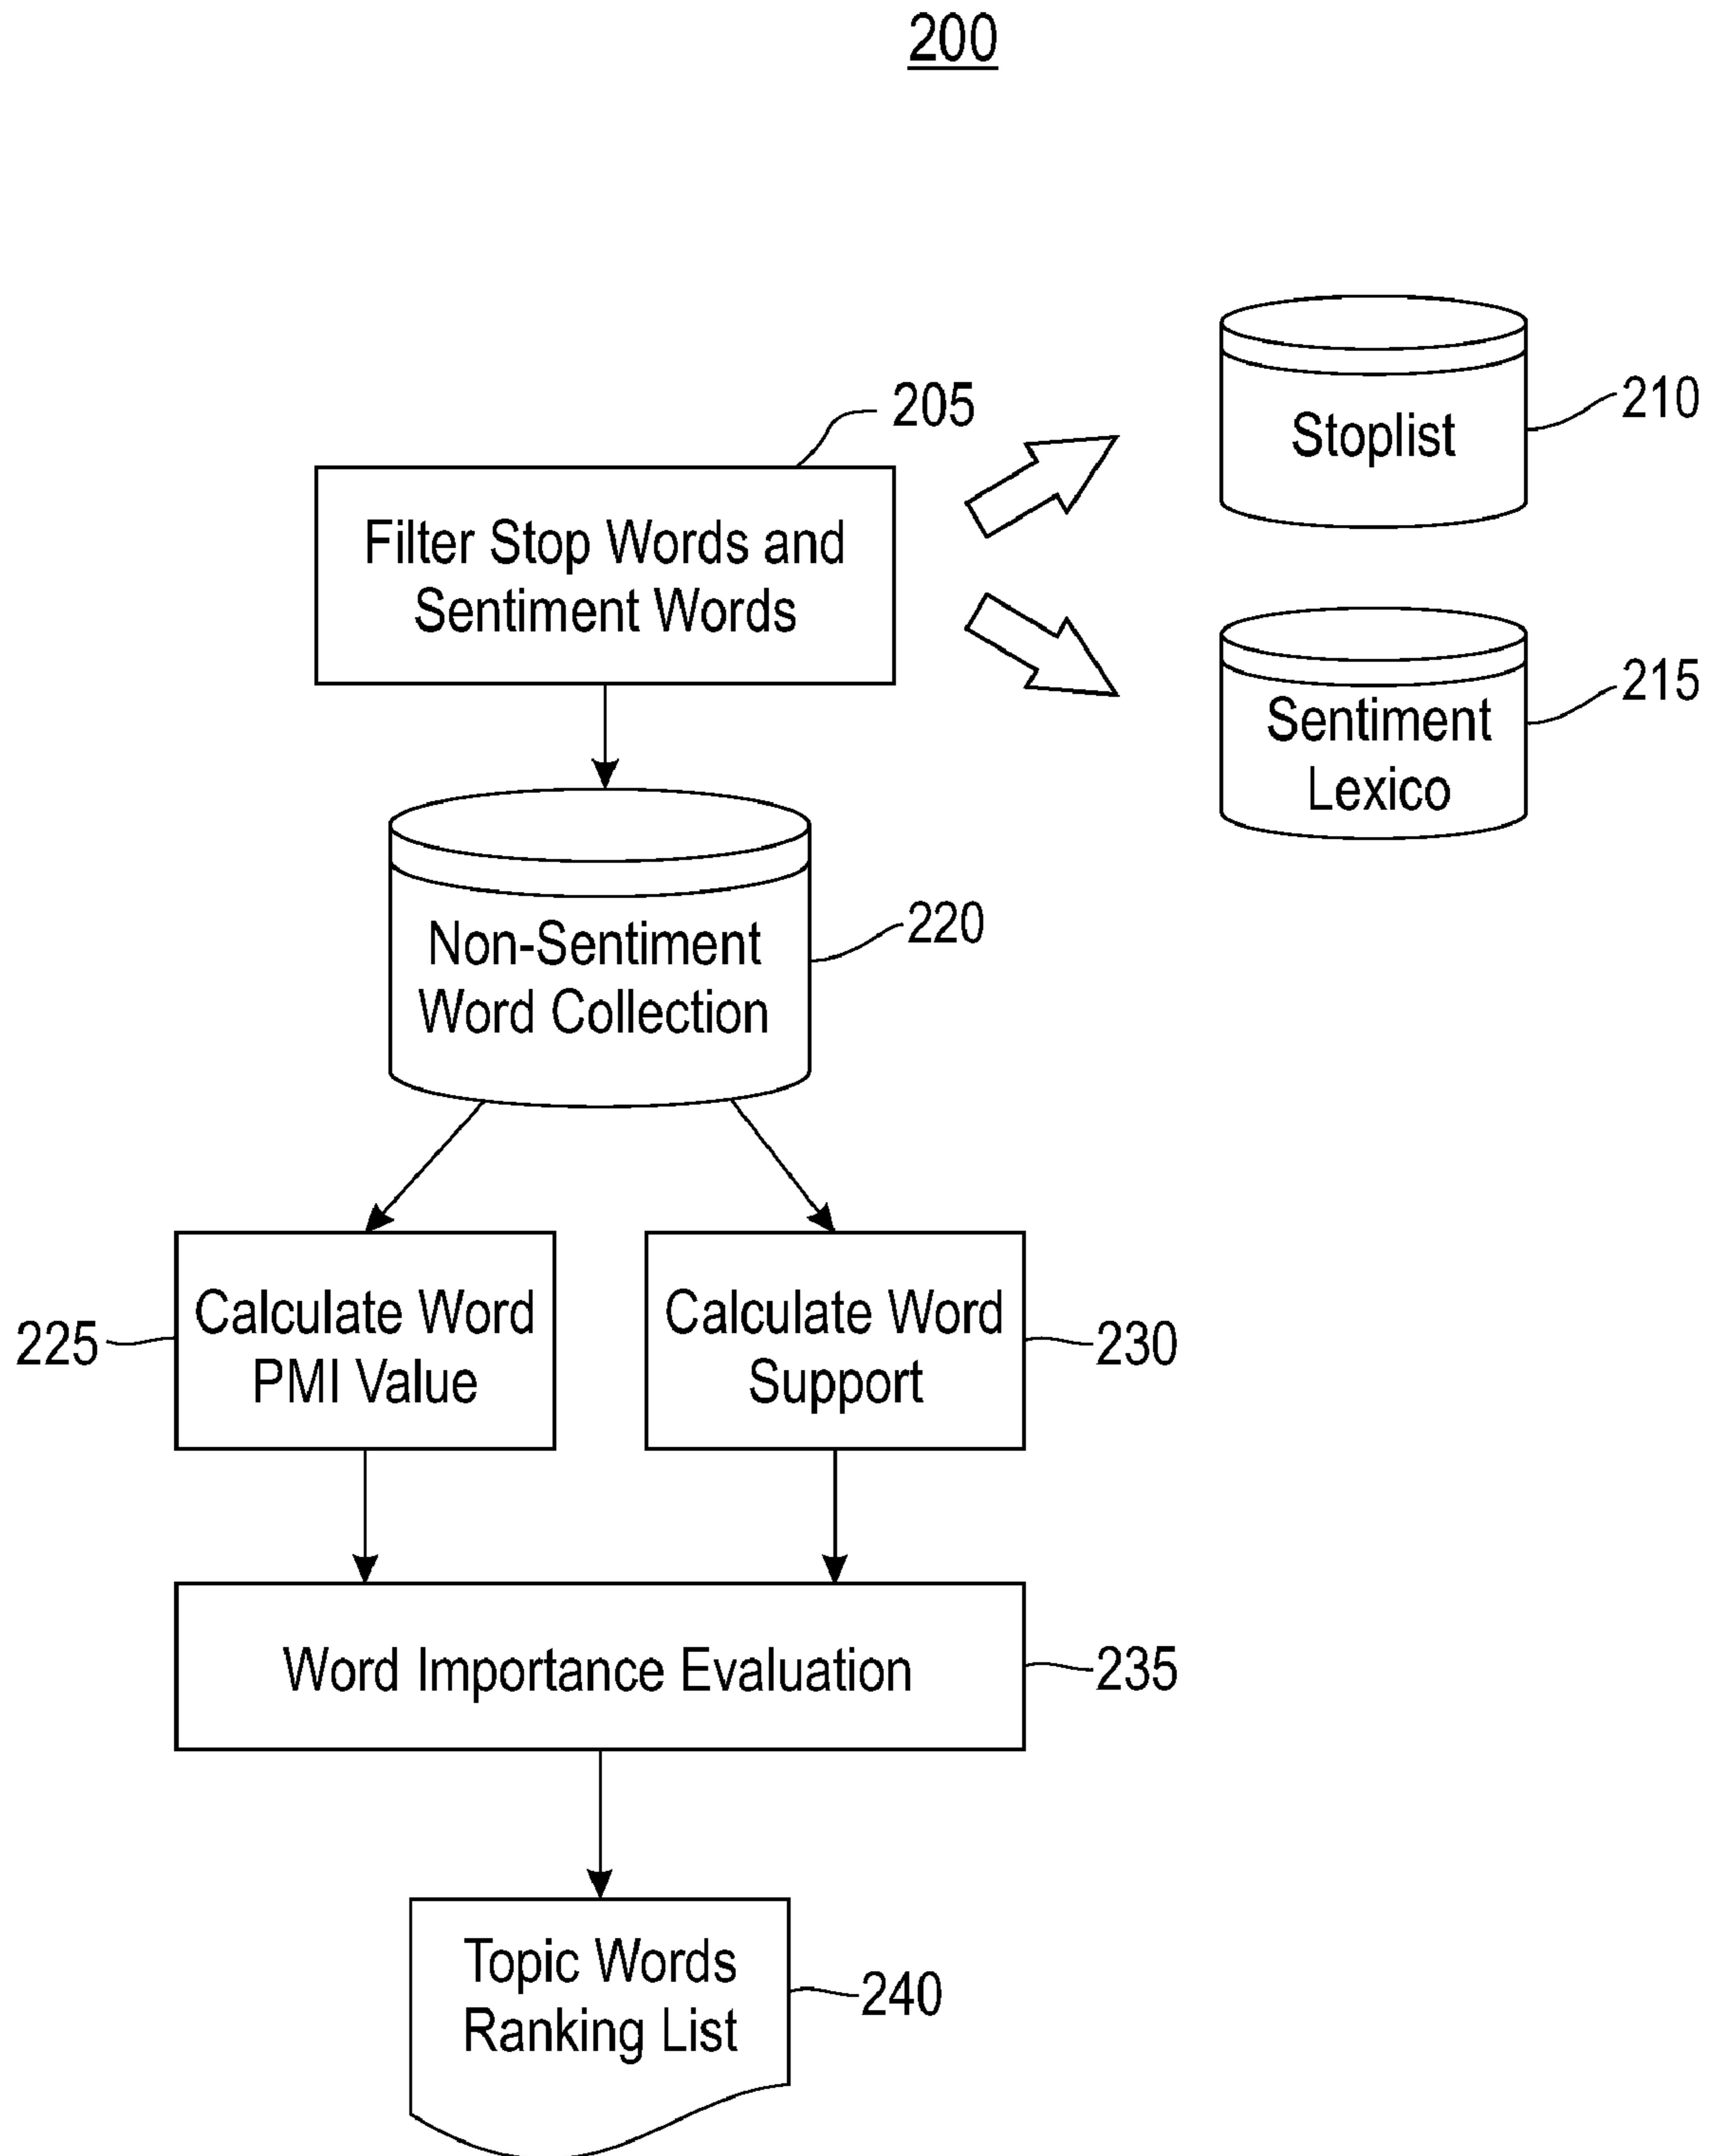 200
205
Filter Stop Words and
Sentiment Words
Stoplist
210
Sentiment
Lexico
215
Non-Sentiment
Word Collection
220
225
Calculate Word
PMI Value
Calculate Word
Support
230
Word Importance Evaluation
235
Topic Words
Ranking List
240